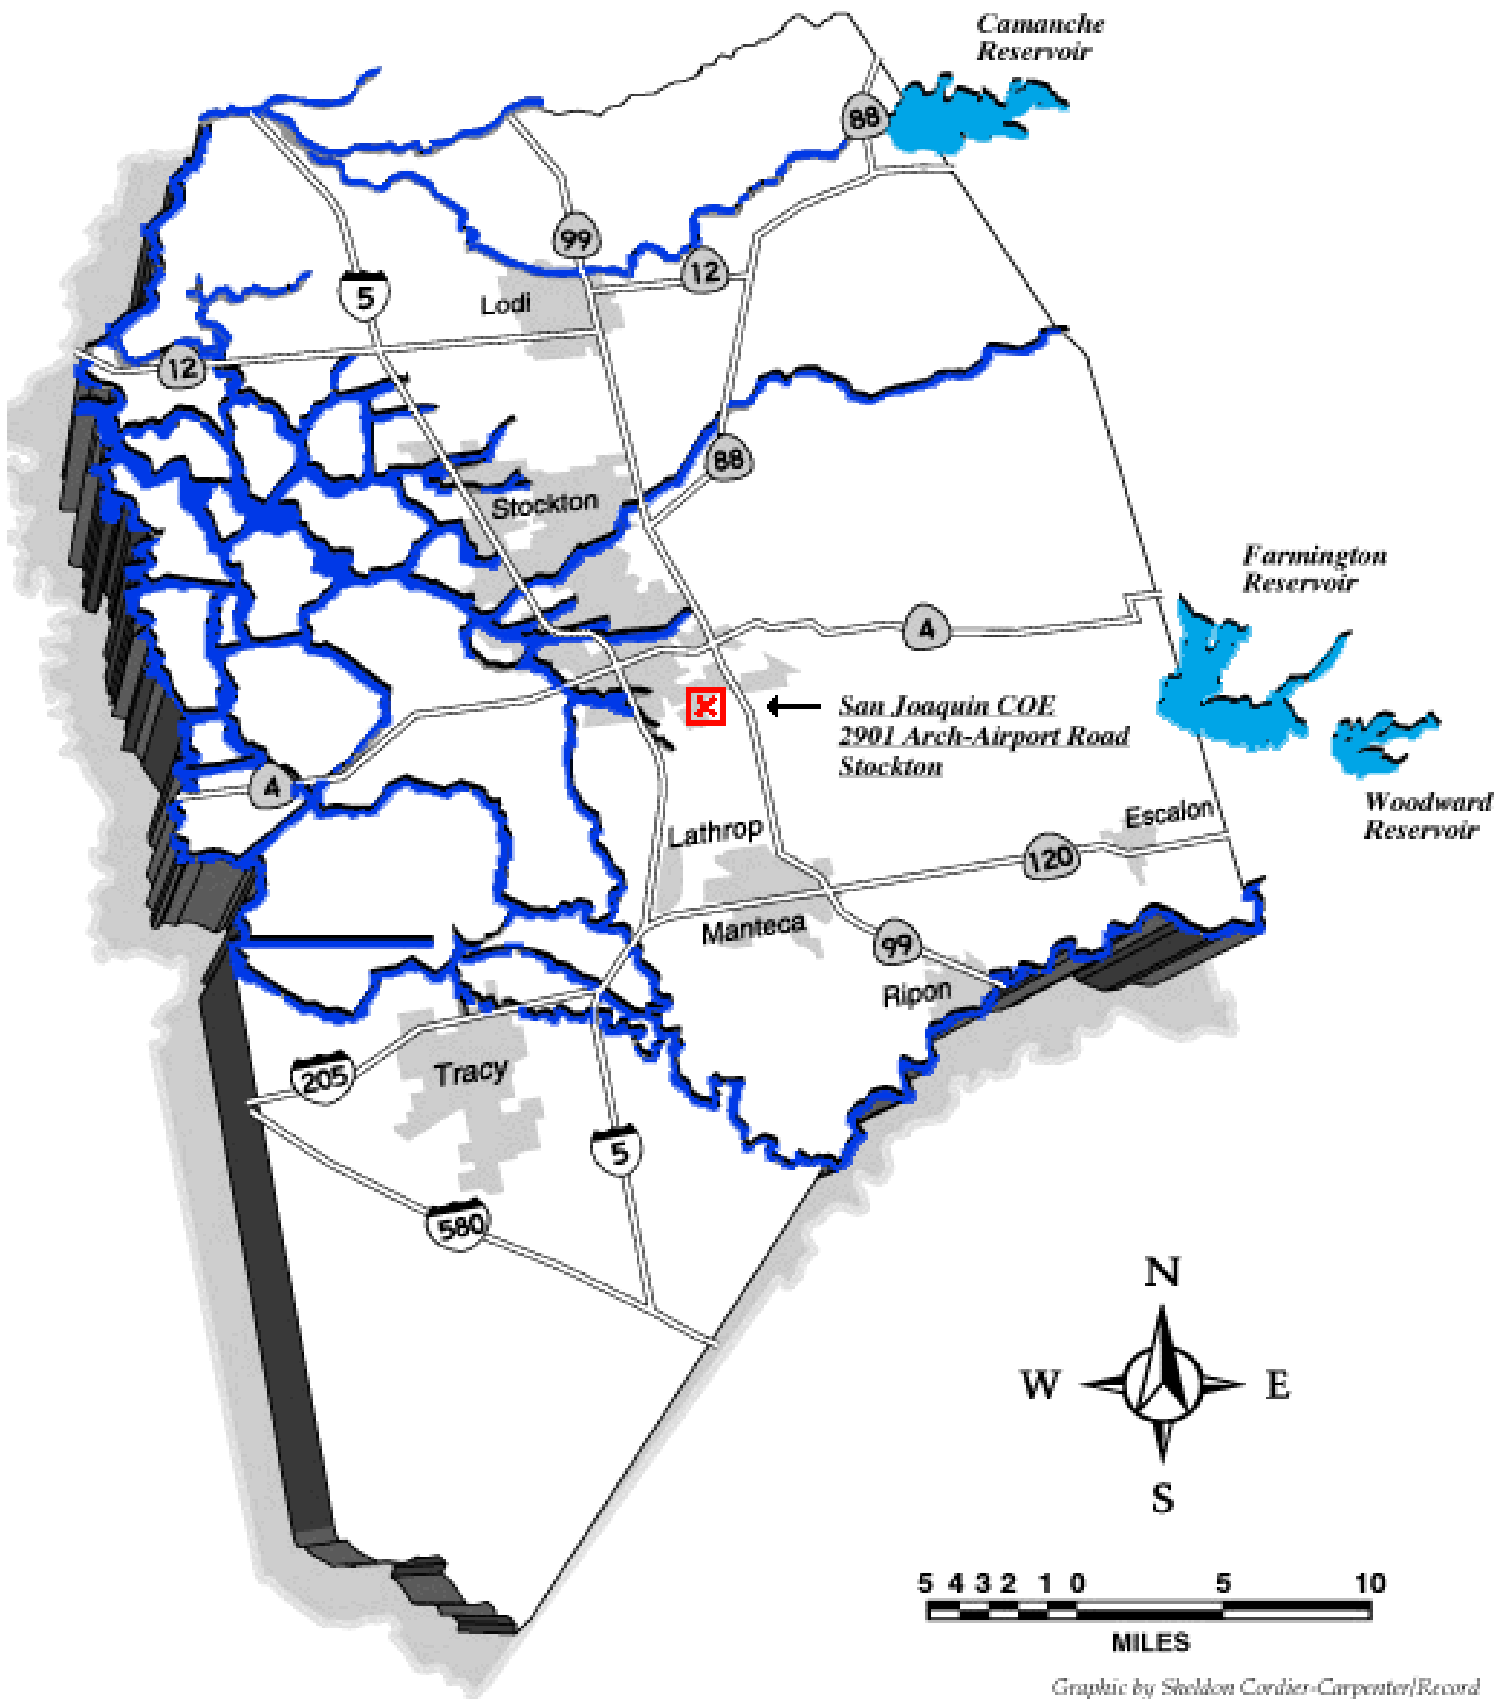 Camanche
Reservoir
88
99
12
5
Lodi
12
88
Stockton
Farmington
Reservoir
4
San Joaquin COE
2901 Arch-Airport Road
Stockton
4
Woodward
Reservoir
Lathrop
Escalon
120
Manteca
99
Ripon
205
Tracy
5
580
N
W
E
S
5 4 3 2 1 0 5 10
MILES
Graphic by Sheldon Cordier-Carpenter/Record